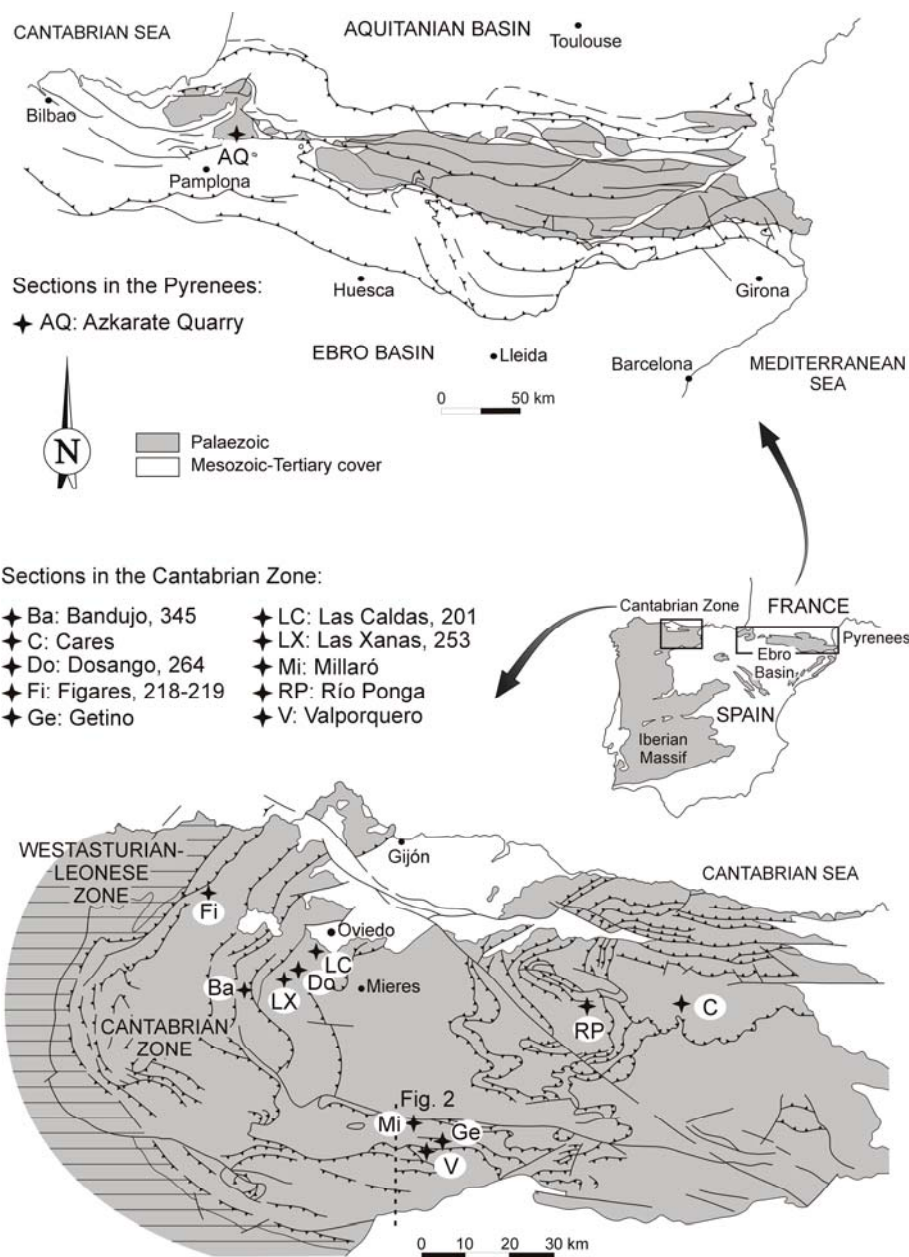 CANTABRIAN SEA
AQUITANIAN BASIN
Toulouse
Bilbao
AQ
Pamplona
Sections in the Pyrenees:
AQ: Azkarate Quarry
Huesca
Girona
EBRO BASIN
Lleida
Barcelona
MEDITERRANEAN
SEA
0 50 km
N
Palaezoic
Mesozoic-Tertiary cover
Sections in the Cantabrian Zone:
Ba: Bandujo, 345
C: Cares
Do: Dosango, 264
Fi: Figares, 218-219
Ge: Getino
LC: Las Caldas, 201
LX: Las Xanas, 253
Mi: Millaró
RP: Río Ponga
V: Valporquero
Cantabrian Zone
FRANCE
Pyrenees
Ebro
Basin
SPAIN
Iberian
Massif
WESTASTURIAN-
LEONESE
ZONE
Gijón
CANTABRIAN SEA
Fi
Oviedo
LC
Do
Ba
LX
Mieres
C
RP
CANTABRIAN
ZONE
Fig. 2
Mi
Ge
V
0 10 20 30 km